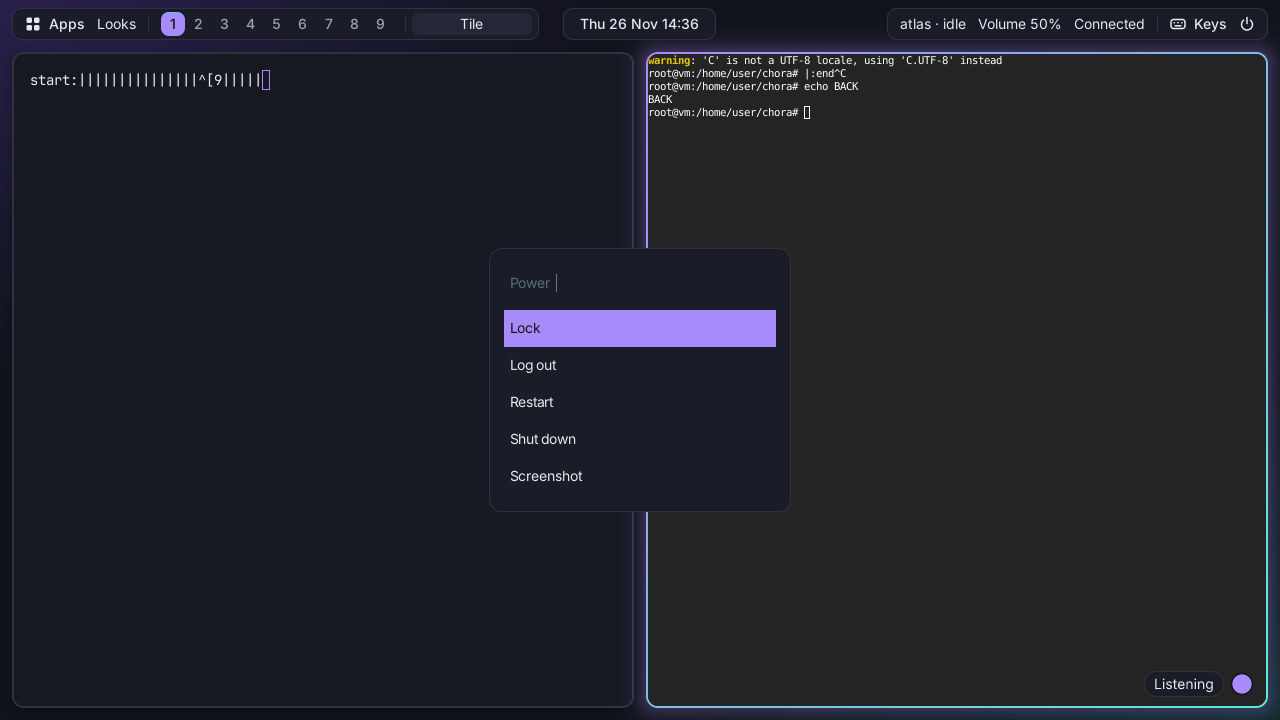 Apps Looks 1 2 3 4 5 6 7 8 9 Tile
Thu 26 Nov 14:36
atlas · idle Volume 50% Connected Keys
start:|||||||||||||||^[9|||||
warning: 'C' is not a UTF-8 locale, using 'C.UTF-8' instead
root@vm:/home/user/chora# |:end^C
root@vm:/home/user/chora# echo BACK
BACK
root@vm:/home/user/chora#
Power
Lock
Log out
Restart
Shut down
Screenshot
Listening